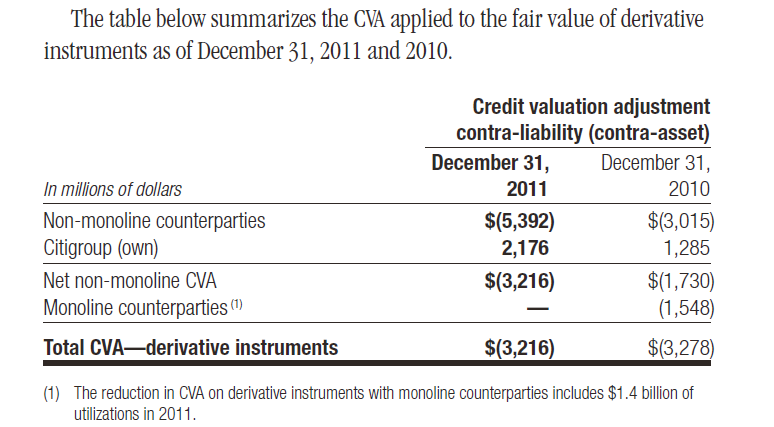 The table below summarizes the CVA applied to the fair value of derivative
instruments as of December 31, 2011 and 2010.
Credit valuation adjustment
contra-liability (contra-asset)
December 31, December 31,
In millions of dollars 2011 2010
Non-monoline counterparties $(5,392) $(3,015)
Citigroup (own) 2,176 1,285
Net non-monoline CVA $(3,216) $(1,730)
Monoline counterparties (1) — (1,548)
Total CVA—derivative instruments $(3,216) $(3,278)
(1) The reduction in CVA on derivative instruments with monoline counterparties includes $1.4 billion of
utilizations in 2011.